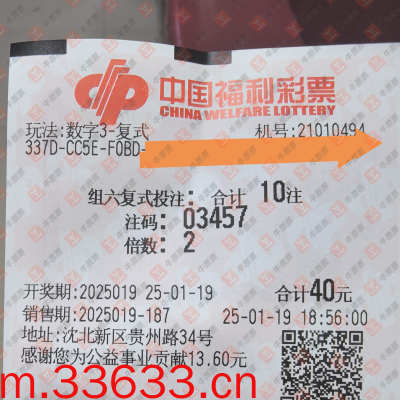 中国福利彩票
CHINA WELFARE LOTTERY
玩法:数字3-复式 机号:21010494
337D-CC5E-F0BD-
组六复式投注: 合计 10注
注码: 03457
倍数: 2
开奖期:2025019 25-01-19 合计40元
销售期:2025019-187 25-01-19 18:56:00
地址:沈北新区贵州路34号
感谢您为公益事业贡献13.60元
m.33633.cn